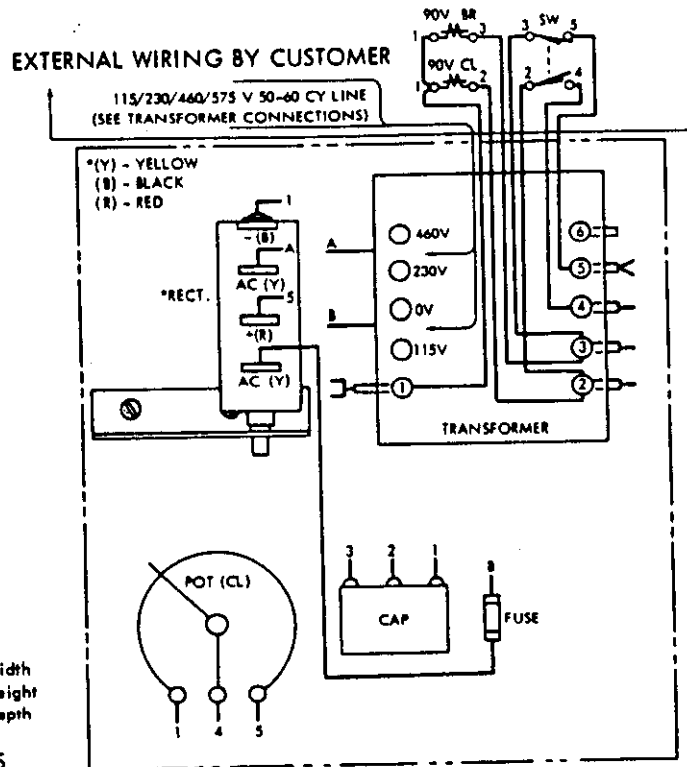 90V BR
1 3
3 SW 5
EXTERNAL WIRING BY CUSTOMER
90V CL
1 2
2 4
115/230/460/575 V 50-60 CY LINE
(SEE TRANSFORMER CONNECTIONS)
*(Y) - YELLOW
(B) - BLACK
(R) - RED
1
- (B)
A
AC (Y)
*RECT.
5
+(R)
AC (Y)
A
B
460V
230V
0V
115V
1
6
5
4
3
2
TRANSFORMER
POT (CL)
1 4 5
3 2 1
CAP
B
FUSE
idth
eight
epth
S